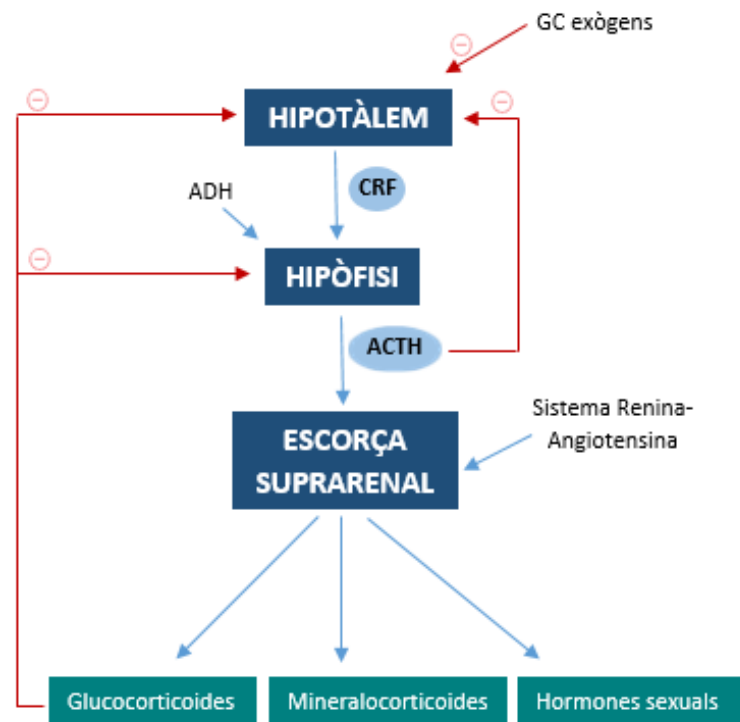 GC exògens
⊖
⊖
⊖
HIPOTÀLEM
CRF
ADH
⊖
HIPÒFISI
ACTH
Sistema Renina-
Angiotensina
ESCORÇA
SUPRARENAL
Glucocorticoides
Mineralocorticoides
Hormones sexuals